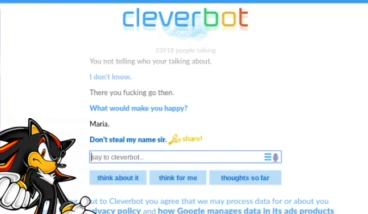 cleverbot
53918 people talking
You not telling who your talking about.
I don't know.
There you fucking go then.
What would make you happy?
Maria.
Don't steal my name sir. share!
say to cleverbot...
think about it think for me thoughts so far
out to Cleverbot you agree that we may process data for or about you
privacy policy and how Google manages data in its ads products